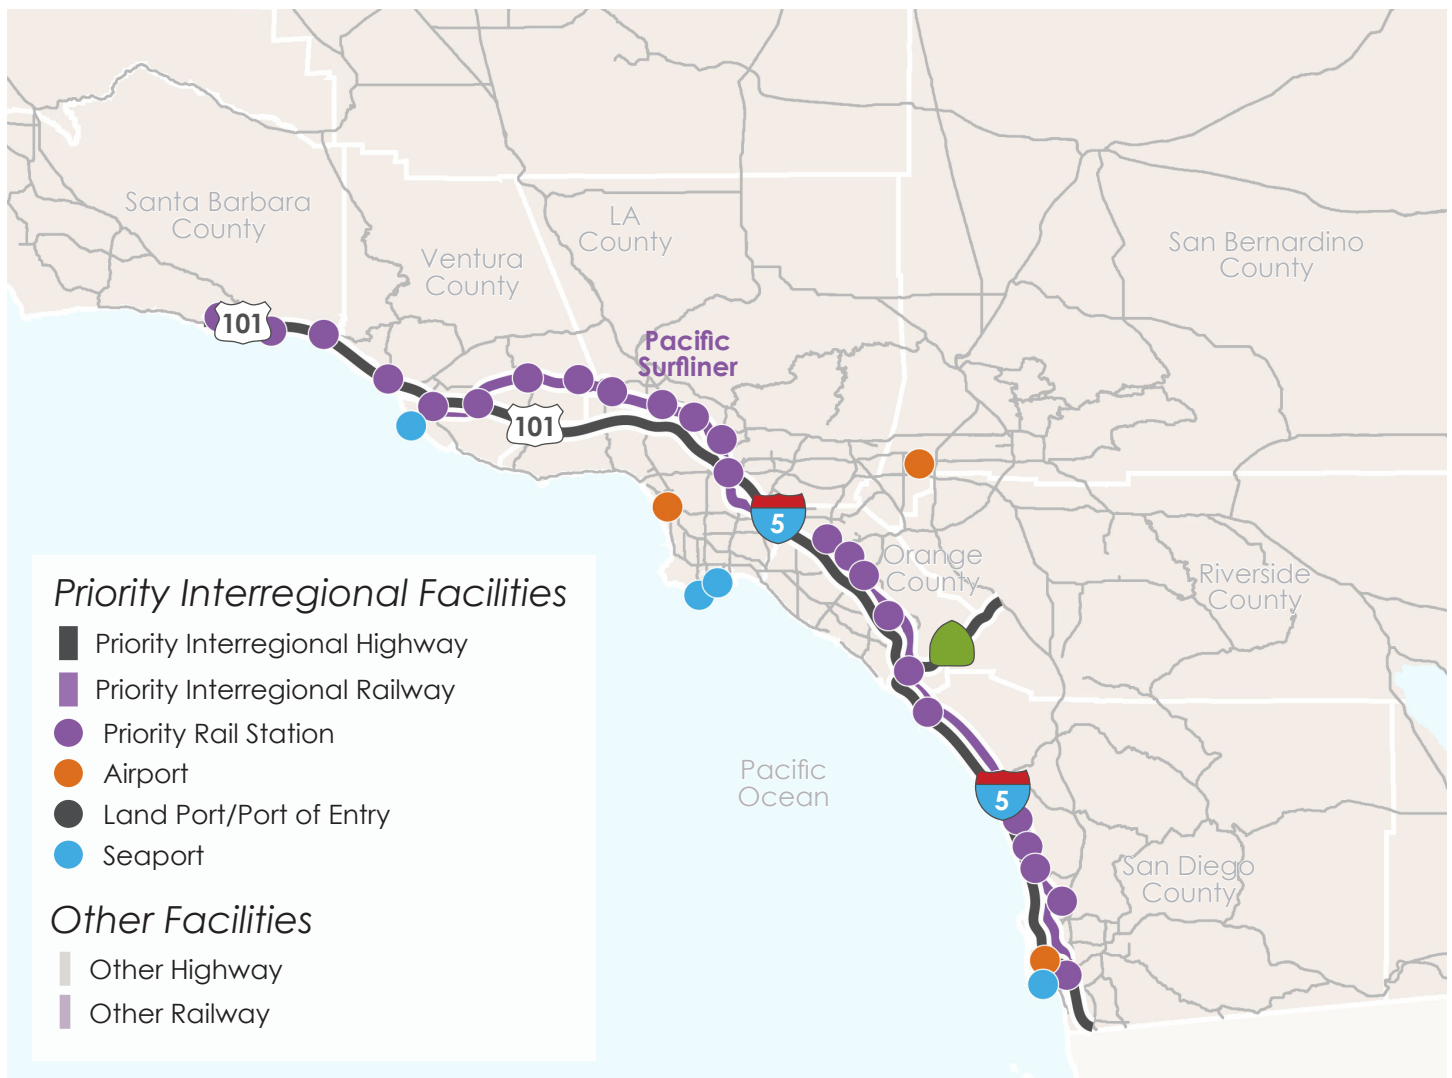 Santa Barbara
County
Ventura
County
LA
County
San Bernardino
County
101
Pacific
Surfliner
101
5
Orange
County
Riverside
County
Priority Interregional Facilities
Priority Interregional Highway
Priority Interregional Railway
Priority Rail Station
Airport
Land Port/Port of Entry
Seaport
Other Facilities
Other Highway
Other Railway
Pacific
Ocean
5
San Diego
County